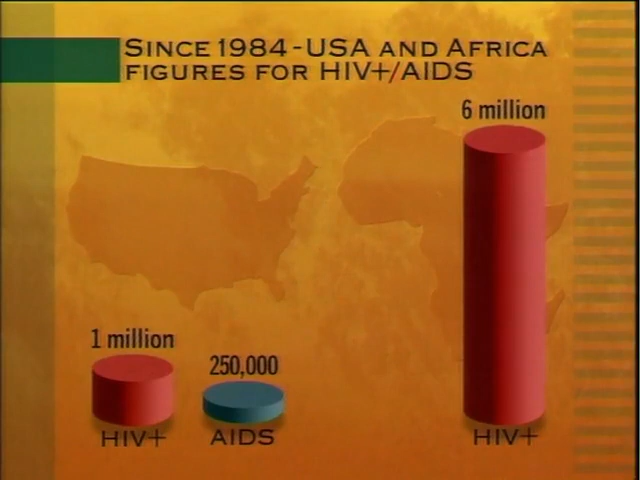 SINCE 1984 - USA AND AFRICA
FIGURES FOR HIV+/AIDS
6 million
1 million
250,000
HIV+
AIDS
HIV+